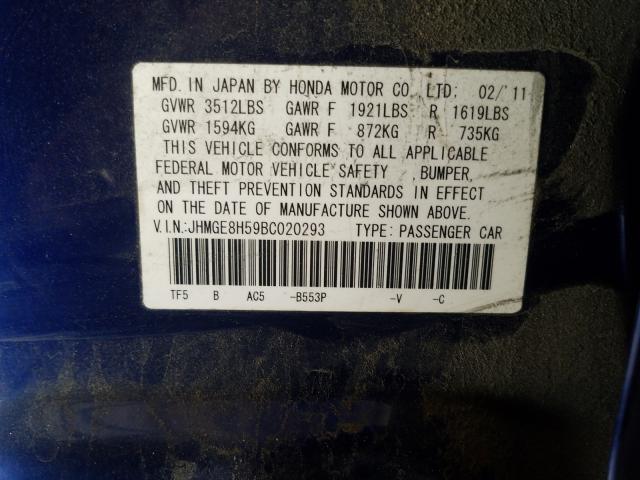 MFD. IN JAPAN BY HONDA MOTOR CO., LTD: 02/'11
GVWR 3512LBS GAWR F 1921LBS R 1619LBS
GVWR 1594KG GAWR F 872KG R 735KG
THIS VEHICLE CONFORMS TO ALL APPLICABLE
FEDERAL MOTOR VEHICLE SAFETY , BUMPER,
AND THEFT PREVENTION STANDARDS IN EFFECT
ON THE DATE OF MANUFACTURE SHOWN ABOVE.
V.I.N:JHMGE8H59BC020293 TYPE: PASSENGER CAR
TF5 B AC5 -B553P -V -C